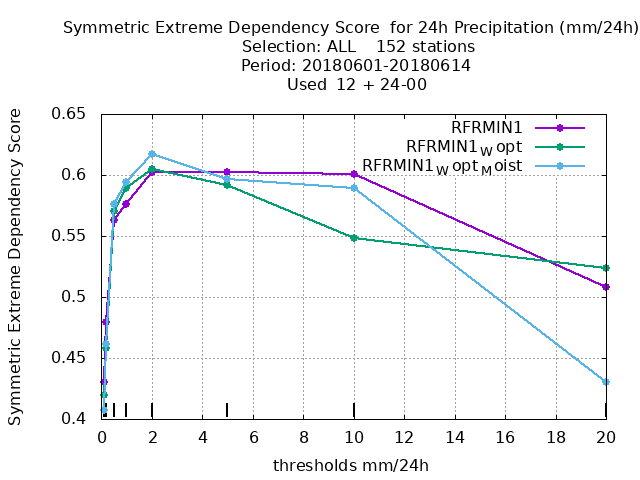 Symmetric Extreme Dependency Score  for 24h Precipitation (mm/24h)
Selection: ALL    152 stations
Period: 20180601-20180614
Used  12 + 24-00
RFRMIN1
RFRMIN1W opt
RFRMIN1W optMoist
Symmetric Extreme Dependency Score
0.65
0.6
0.55
0.5
0.45
0.4
0 2 4 6 8 10 12 14 16 18 20
thresholds mm/24h